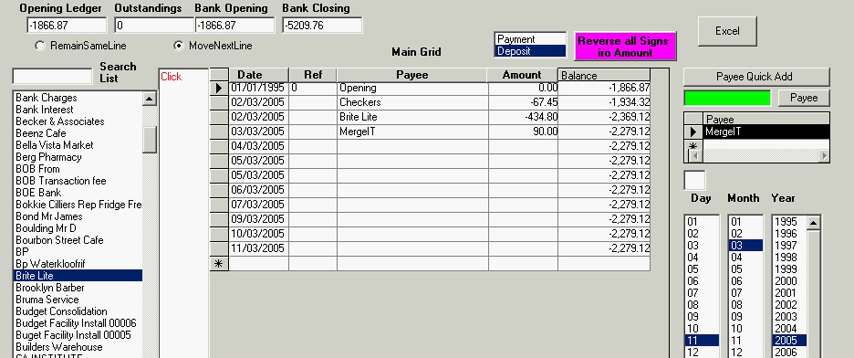 Opening Ledger Outstandings Bank Opening Bank Closing
-1866.87 0 -1866.87 -5209.76
RemainSameLine MoveNextLine
Main Grid
Payment
Deposit
Reverse all Signs
iro Amount
Excel
Search
List
Click
Bank Charges
Bank Interest
Becker & Associates
Beenz Cafe
Bella Vista Market
Berg Pharmacy
BOB From
BOB Transaction fee
BOE Bank
Bokkie Cilliers Rep Fridge Fre
Bond Mr James
Boulding Mr D
Bourbon Street Cafe
BP
Bp Waterkloofrif
Brite Lite
Brooklyn Barber
Bruma Service
Budget Consolidation
Budget Facility Install 00006
Buget Facility Install 00005
Builders Warehouse
CA INSTITUTE
Date Ref Payee Amount Balance
01/01/1995 0 Opening 0.00 -1,866.87
02/03/2005 Checkers -67.45 -1,934.32
02/03/2005 Brite Lite -434.80 -2,369.12
03/03/2005 MergeIT 90.00 -2,279.12
04/03/2005 -2,279.12
05/03/2005 -2,279.12
05/03/2005 -2,279.12
06/03/2005 -2,279.12
07/03/2005 -2,279.12
09/03/2005 -2,279.12
10/03/2005 -2,279.12
11/03/2005 -2,279.12
Payee Quick Add
Payee
Payee
MergeIT
Day Month Year
01 01 1995
02 02 1996
03 03 1997
04 04 1998
05 05 1999
06 06 2000
07 07 2001
08 08 2002
09 09 2003
10 10 2004
11 11 2005
12 12 2006